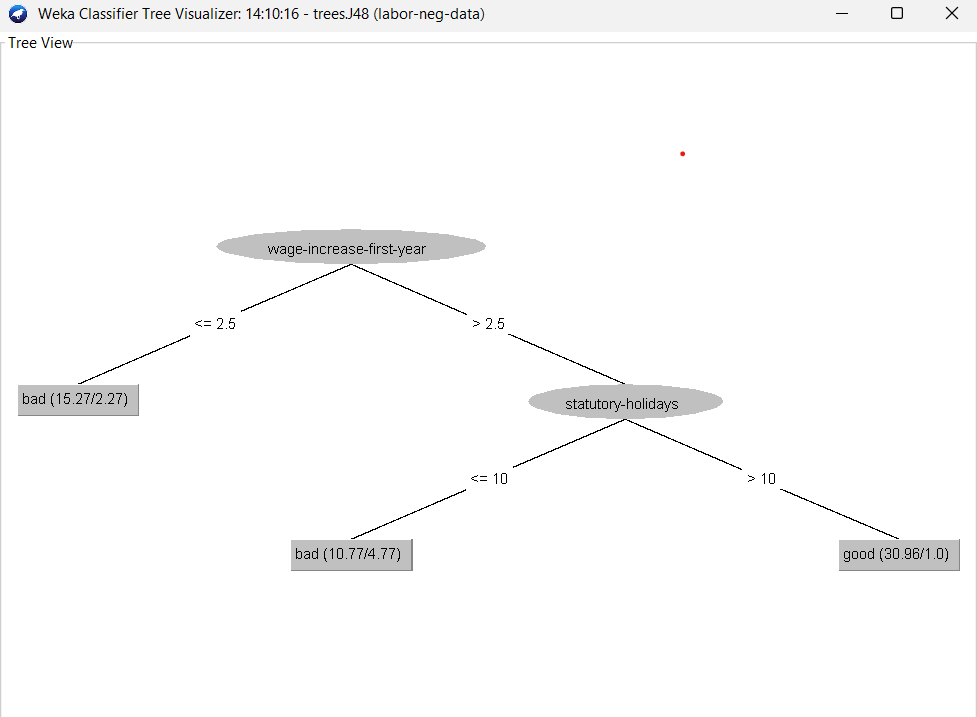 Weka Classifier Tree Visualizer: 14:10:16 - trees.J48 (labor-neg-data)
Tree View
wage-increase-first-year
<= 2.5
> 2.5
bad (15.27/2.27)
statutory-holidays
<= 10
> 10
bad (10.77/4.77)
good (30.96/1.0)